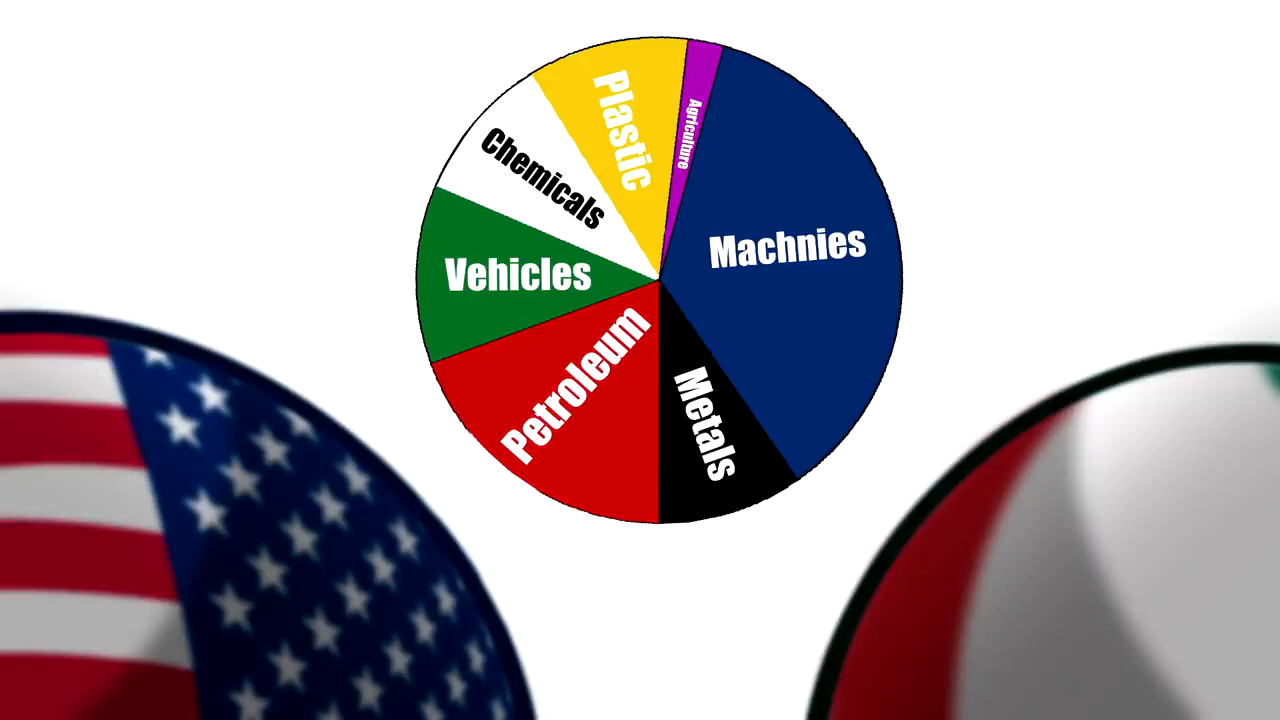 Plastic
Agriculture
Chemicals
Machnies
Vehicles
Petroleum
Metals